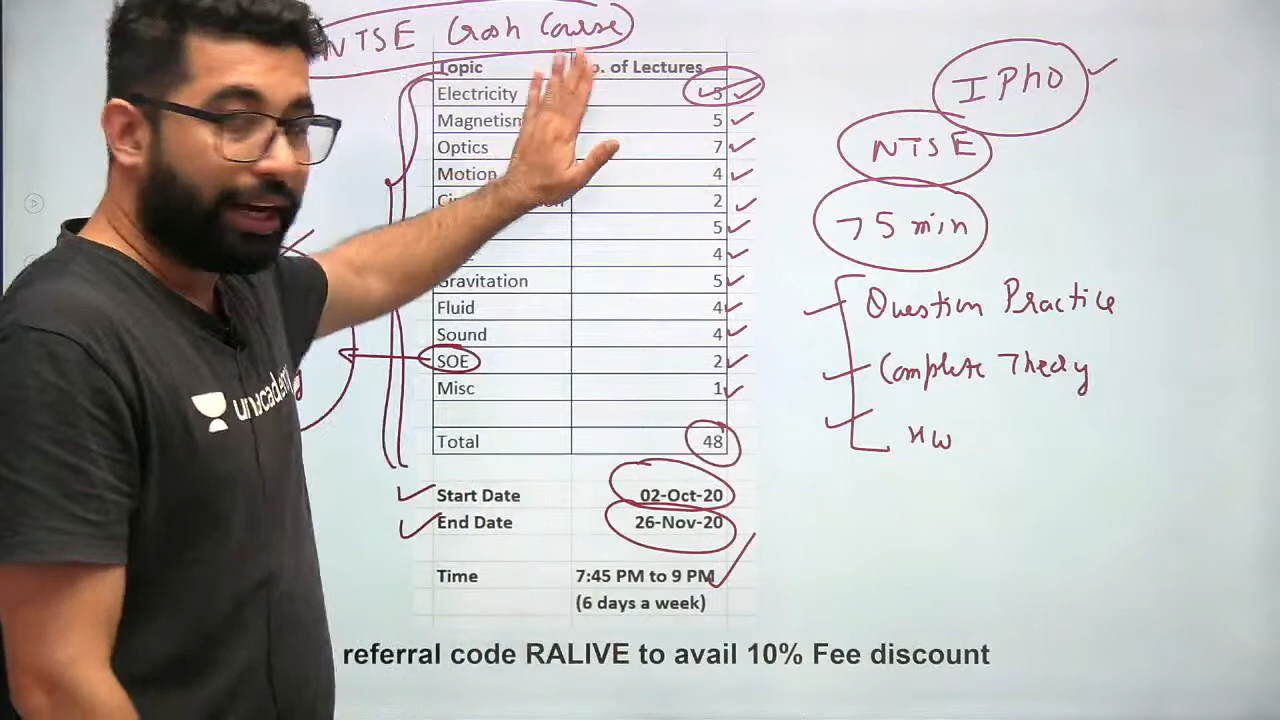 NTSE Crash Course
Topic of Lectures
Electricity 5
Magnetism 5
Optics 7
Motion 4
2
5
4
Gravitation 5
Fluid 4
Sound 4
SOE 2
Misc 1
Total 48
Start Date 02-Oct-20
End Date 26-Nov-20
Time 7:45 PM to 9 PM
(6 days a week)
referral code RALIVE to avail 10% Fee discount
IPhO
NTSE
75 min
Question Practice
Complete Theory
HW
unacademy